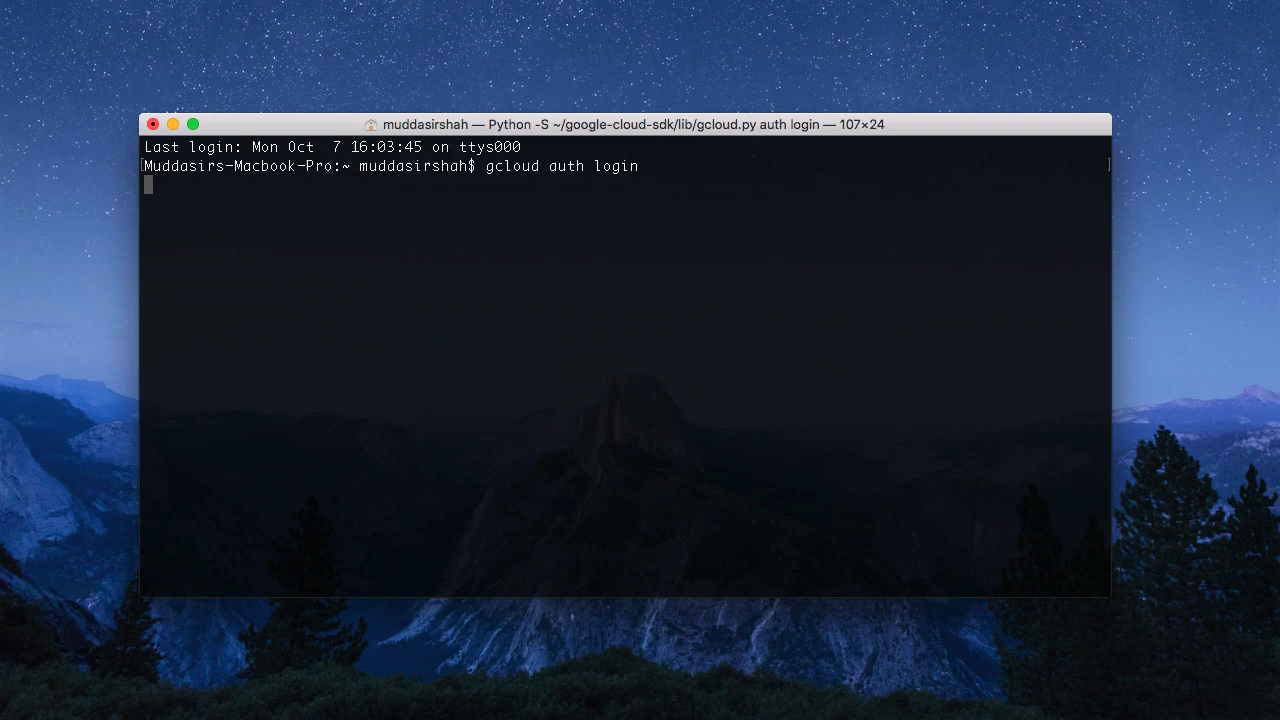 muddasirshah — Python -S ~/google-cloud-sdk/lib/gcloud.py auth login — 107×24
Last login: Mon Oct  7 16:03:45 on ttys000
[Muddasirs-Macbook-Pro:~ muddasirshah$ gcloud auth login ]